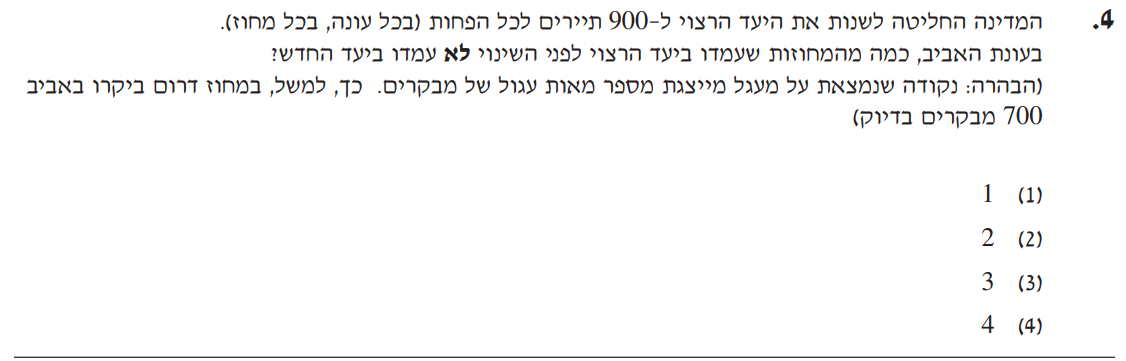 4. המדינה החליטה לשנות את היעד הרצוי ל-900 תיירים לכל הפחות (בכל עונה, בכל מחוז).
בעונת האביב, כמה מהמחוזות שעמדו ביעד הרצוי לפני השינוי לא עמדו ביעד החדש?
(הבהרה: נקודה שנמצאת על מעגל מייצגת מספר מאות עגול של מבקרים. כך, למשל, במחוז דרום ביקרו באביב
700 מבקרים בדיוק)
(1) 1
(2) 2
(3) 3
(4) 4